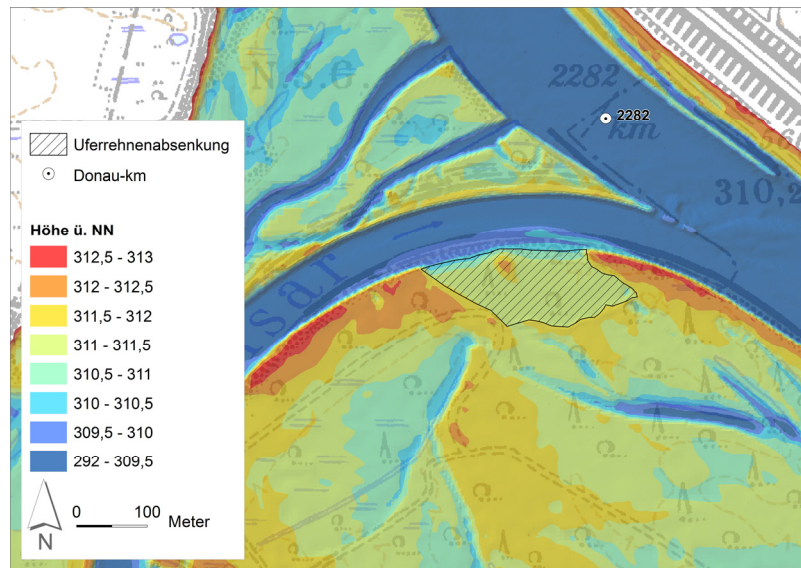 N.S.G.
2282
km
2282
310,2
Isar
Uferrehnenabsenkung
Donau-km
Höhe ü. NN
312,5 - 313
312 - 312,5
311,5 - 312
311 - 311,5
310,5 - 311
310 - 310,5
309,5 - 310
292 - 309,5
0 100 Meter
N